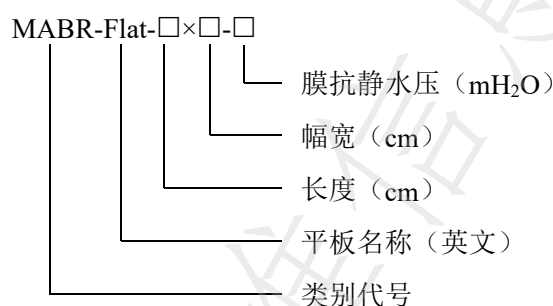 MABR-Flat-□×□-□
膜抗静水压（mH₂O）
幅宽（cm）
长度（cm）
平板名称（英文）
类别代号